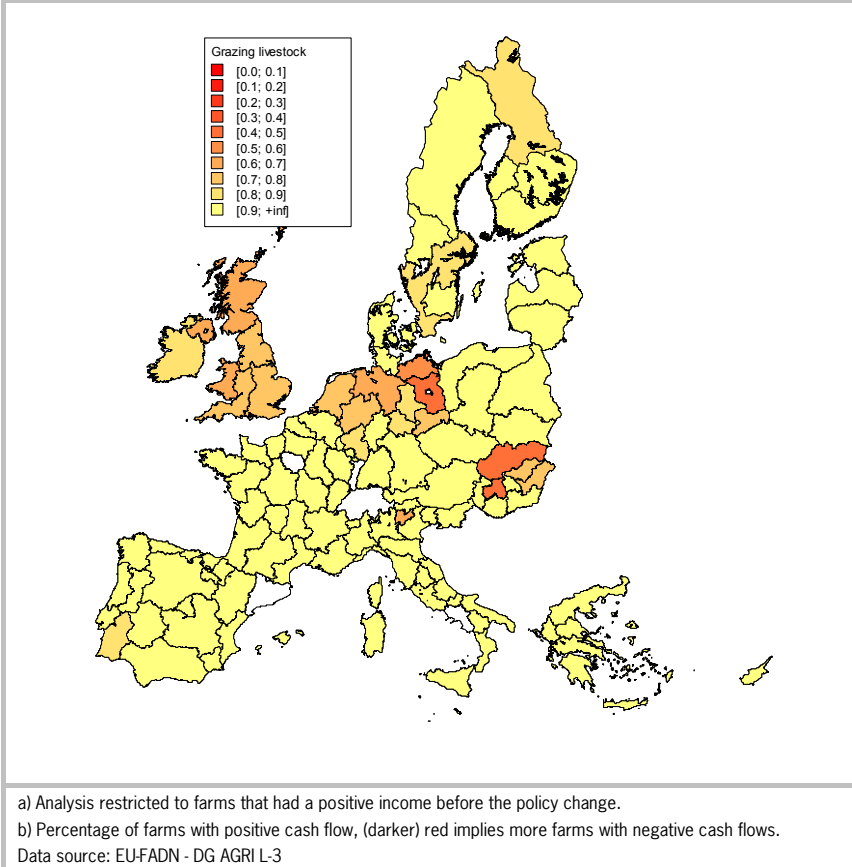 Grazing livestock
[0.0; 0.1]
[0.1; 0.2]
[0.2; 0.3]
[0.3; 0.4]
[0.4; 0.5]
[0.5; 0.6]
[0.6; 0.7]
[0.7; 0.8]
[0.8; 0.9]
[0.9; +inf]
a) Analysis restricted to farms that had a positive income before the policy change.
b) Percentage of farms with positive cash flow, (darker) red implies more farms with negative cash flows.
Data source: EU-FADN - DG AGRI L-3